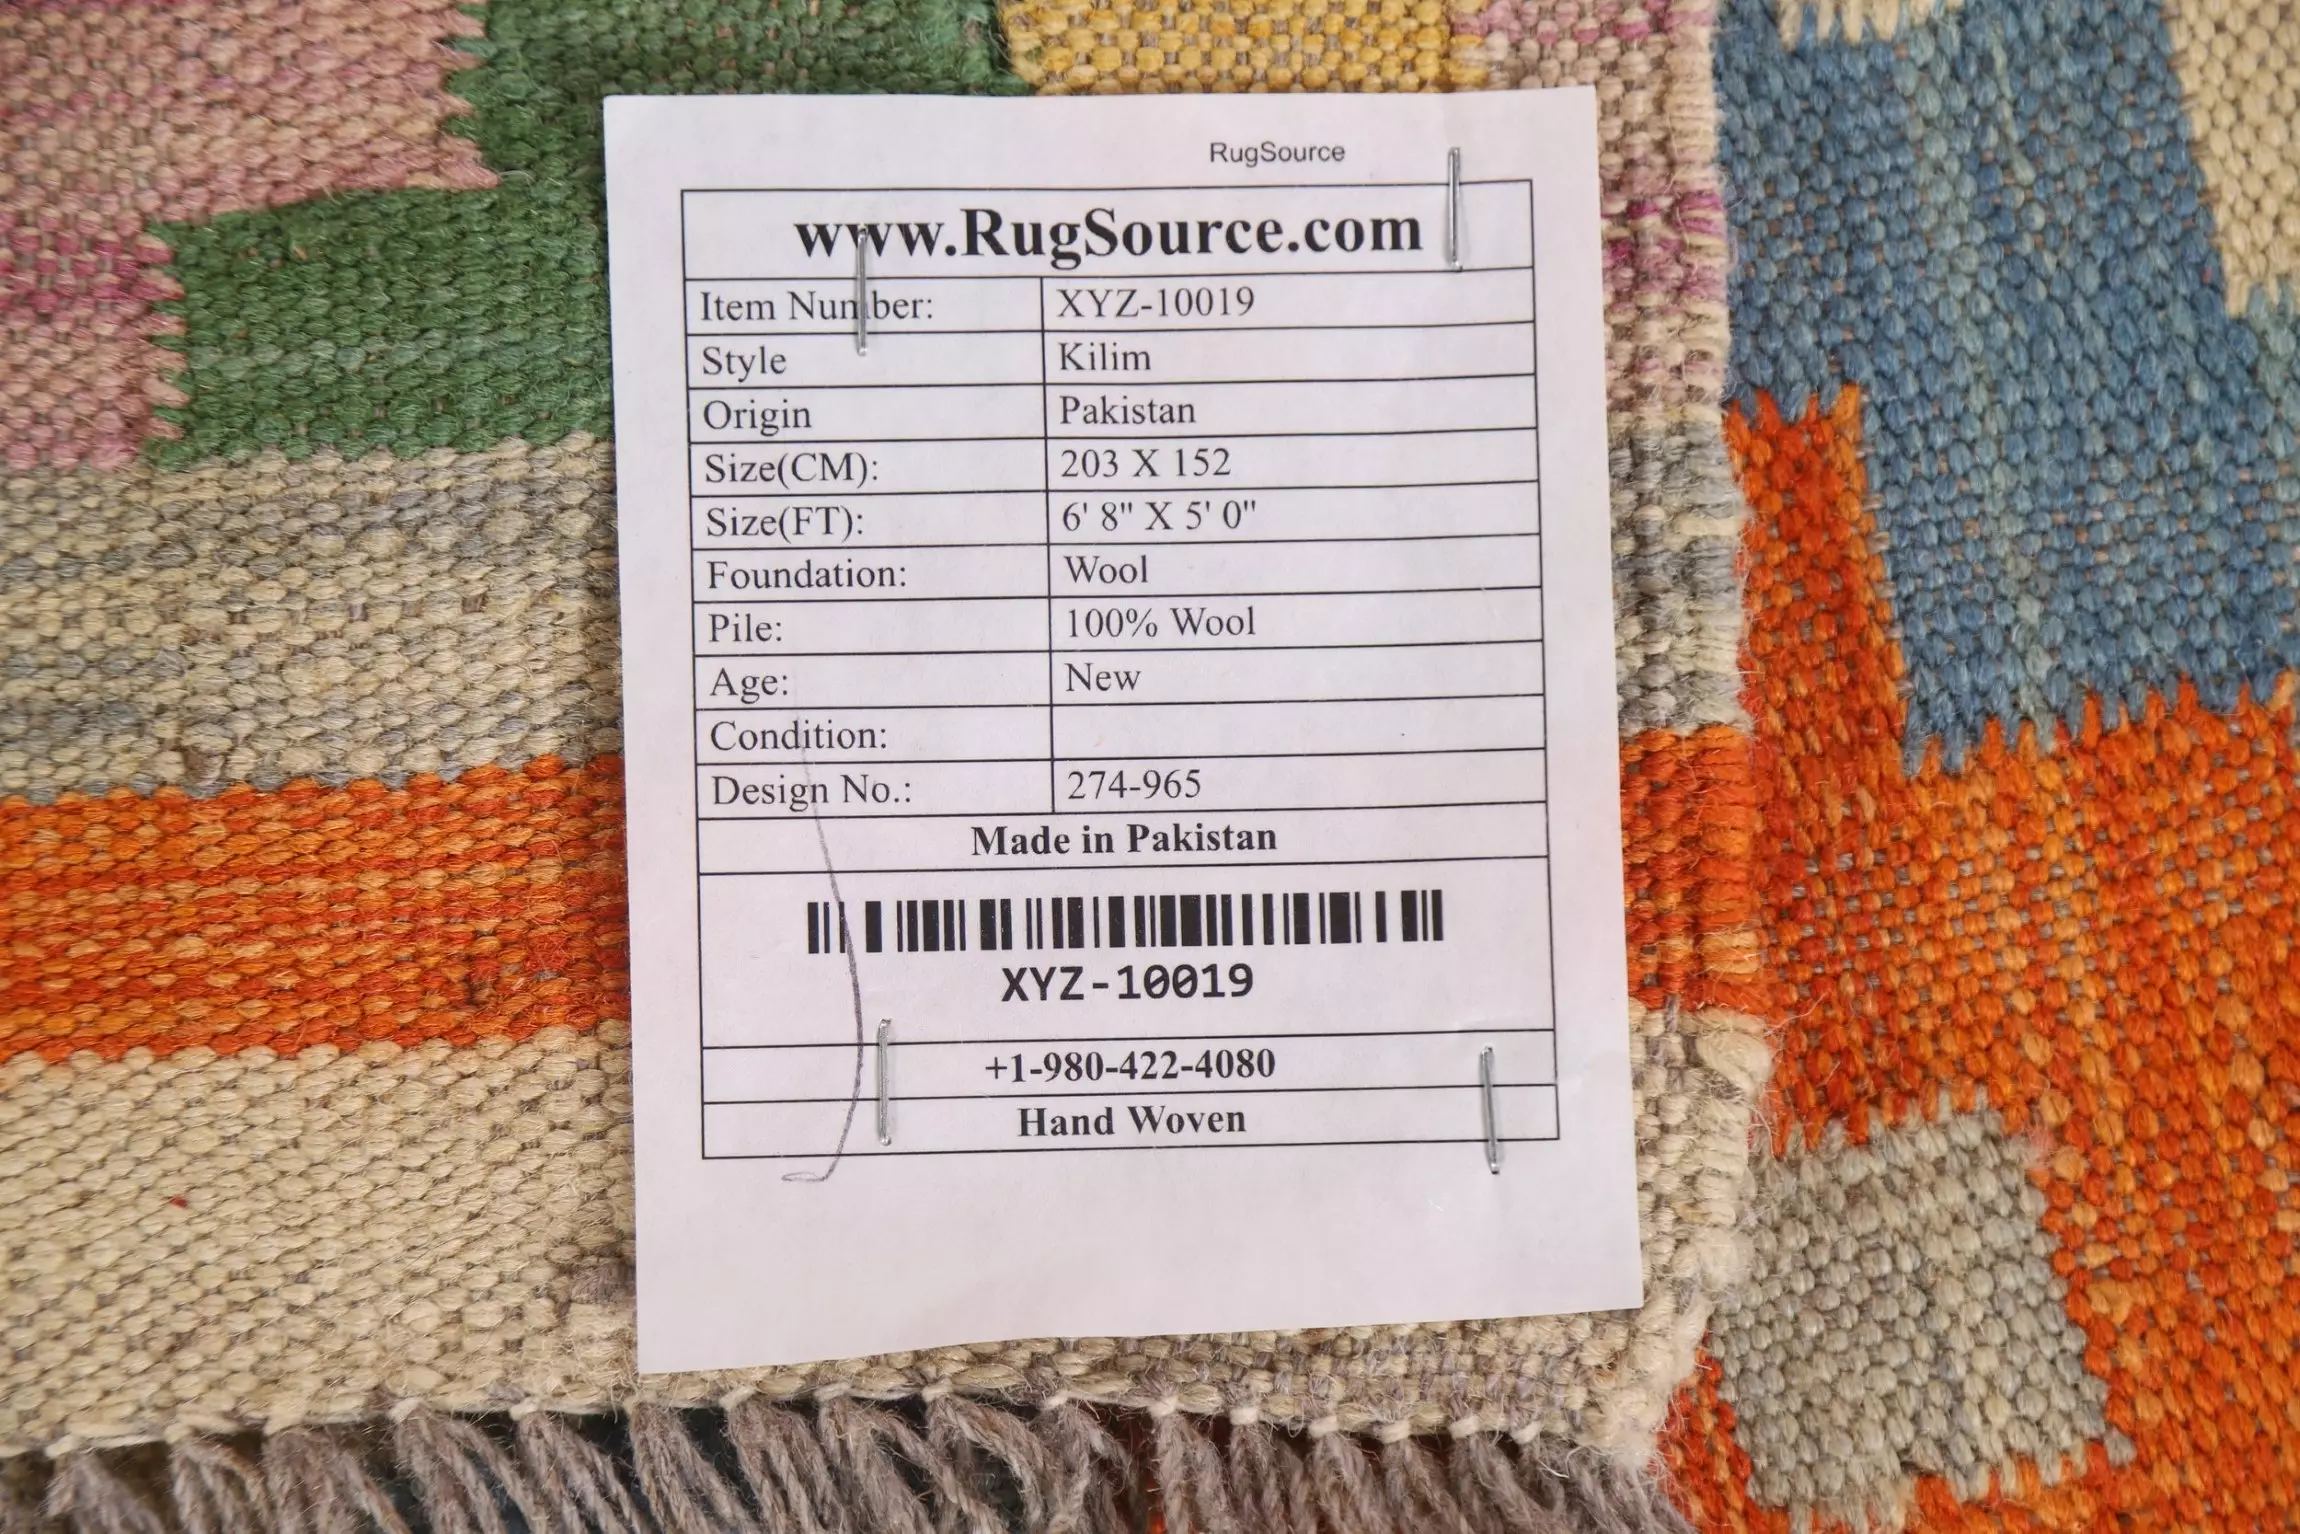 RugSource
www.RugSource.com
Item Number: XYZ-10019
Style Kilim
Origin Pakistan
Size(CM): 203 X 152
Size(FT): 6' 8" X 5' 0"
Foundation: Wool
Pile: 100% Wool
Age: New
Condition:
Design No.: 274-965
Made in Pakistan
XYZ-10019
+1-980-422-4080
Hand Woven